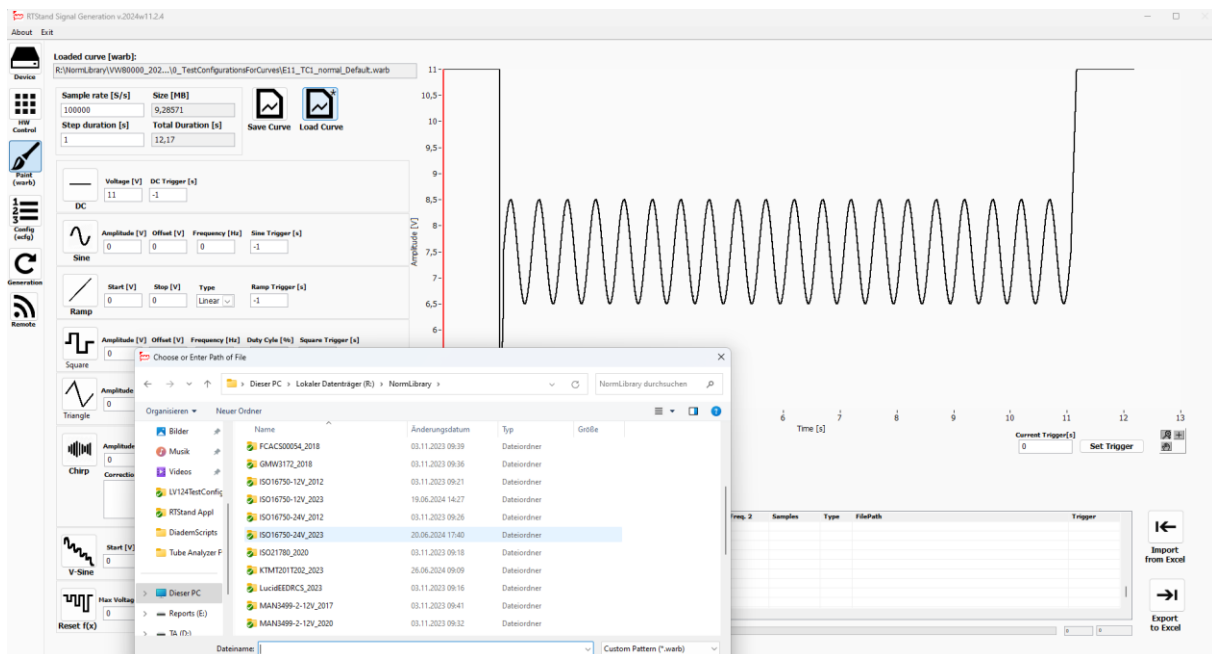 RTStand Signal Generation v.2024w11.2.4
About Exit
Device
HW
Control
Paint
(warb)
Config
(ecfg)
Generation
Remote
Loaded curve [warb]:
R:\NormLibrary\VW80000_202...\0_TestConfigurationsForCurves\E11_TC1_normal_Default.warb
Sample rate [S/s] Size [MB]
100000 9,28571
Step duration [s] Total Duration [s]
1 12,17
Save Curve Load Curve
Voltage [V] DC Trigger [s]
11 -1
DC
Amplitude [V] Offset [V] Frequency [Hz] Sine Trigger [s]
0 0 0 -1
Sine
Start [V] Stop [V] Type Ramp Trigger [s]
0 0 Linear -1
Ramp
Amplitude [V] Offset [V] Frequency [Hz] Duty Cyle [%] Square Trigger [s]
0
Square
Amplitude
0
Triangle
Amplitude
0
Chirp
Correctio
Start [V]
0
V-Sine
Max Voltag
0
Reset f(x)
Amplitude [V]
11
10,5
10
9,5
9
8,5
8
7,5
7
6,5
6
6 7 8 9 10 11 12 13
Time [s]
Current Trigger[s]
0
Set Trigger
Freq. 2 Samples Type FilePath Trigger
Import
from Excel
Export
to Excel
0 0
Choose or Enter Path of File
Dieser PC > Lokaler Datenträger (R:) > NormLibrary >
NormLibrary durchsuchen
Organisieren Neuer Ordner
Bilder
Musik
Videos
LV124TestConfig
RTStand Appl
DiademScripts
Tube Analyzer F
Dieser PC
Reports (E:)
TA (D:)
Name Änderungsdatum Typ Größe
FCACS00054_2018 03.11.2023 09:39 Dateiordner
GMW3172_2018 03.11.2023 09:36 Dateiordner
ISO16750-12V_2012 03.11.2023 09:21 Dateiordner
ISO16750-12V_2023 19.06.2024 14:27 Dateiordner
ISO16750-24V_2012 03.11.2023 09:26 Dateiordner
ISO16750-24V_2023 20.06.2024 17:40 Dateiordner
ISO21780_2020 03.11.2023 09:18 Dateiordner
KTMT201T202_2023 26.06.2024 09:09 Dateiordner
LucidEEDRCS_2023 03.11.2023 09:16 Dateiordner
MAN3499-2-12V_2017 03.11.2023 09:41 Dateiordner
MAN3499-2-12V_2020 03.11.2023 09:32 Dateiordner
Dateiname: Custom Pattern (*.warb)